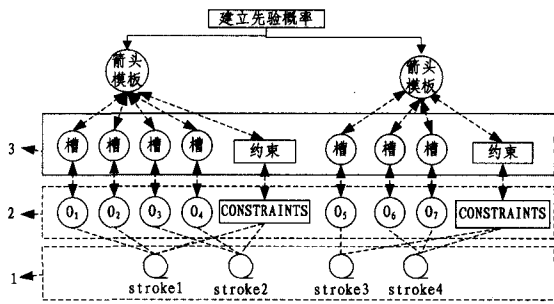 建立先验概率
箭头
模板
箭头
模板
3
槽 槽 槽 槽 约束 槽 槽 槽 约束
2
O₁ O₂ O₃ O₄ CONSTRAINTS O₅ O₆ O₇ CONSTRAINTS
1
stroke1 stroke2 stroke3 stroke4